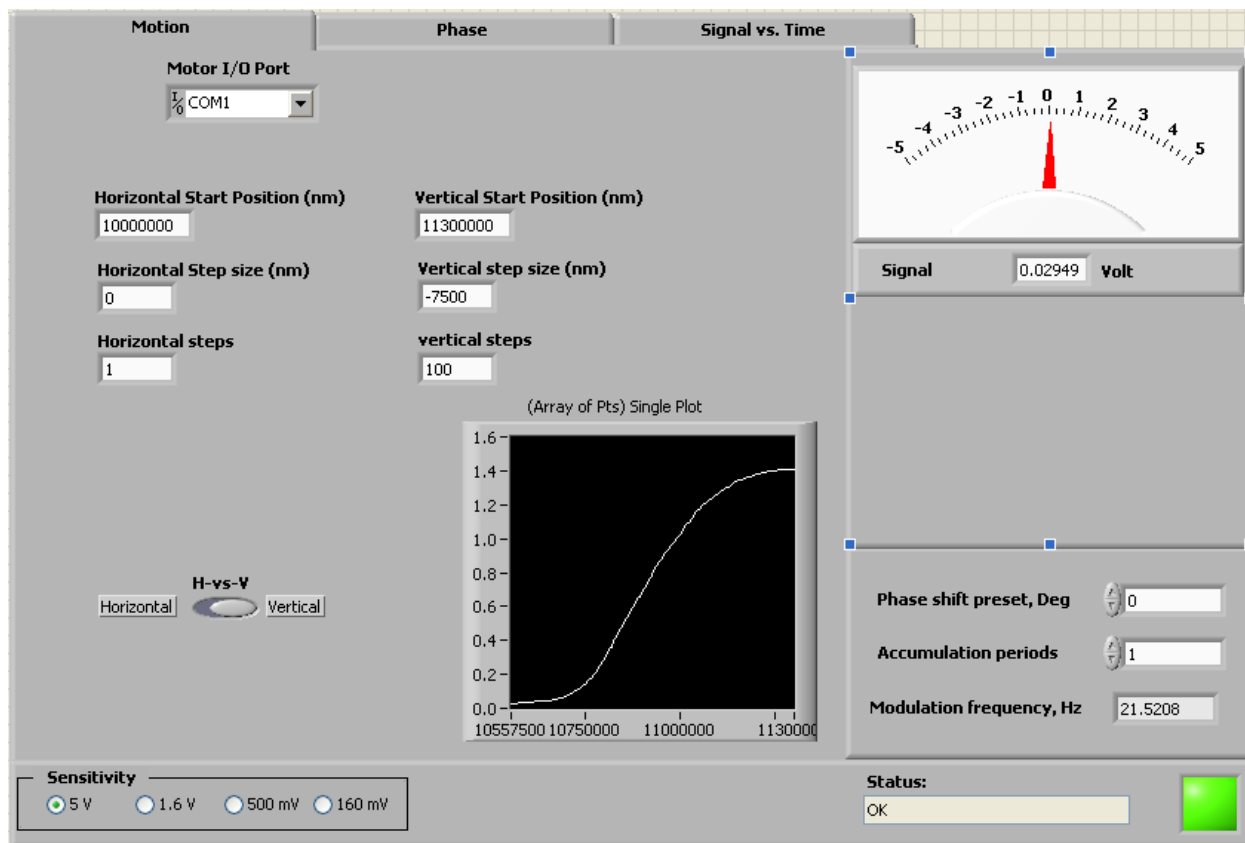 Motion Phase Signal vs. Time
Motor I/O Port
I/O COM1
-5 -4 -3 -2 -1 0 1 2 3 4 5
Horizontal Start Position (nm) Vertical Start Position (nm)
10000000 11300000
Horizontal Step size (nm) Vertical step size (nm)
0 -7500
Signal 0.02949 Volt
Horizontal steps vertical steps
1 100
(Array of Pts) Single Plot
1.6
1.4
1.2
1.0
0.8
0.6
0.4
0.2
0.0
10557500 10750000 11000000 1130000
H-vs-V
Horizontal Vertical
Phase shift preset, Deg 0
Accumulation periods 1
Modulation frequency, Hz 21.5208
Sensitivity
5 V 1.6 V 500 mV 160 mV
Status:
OK